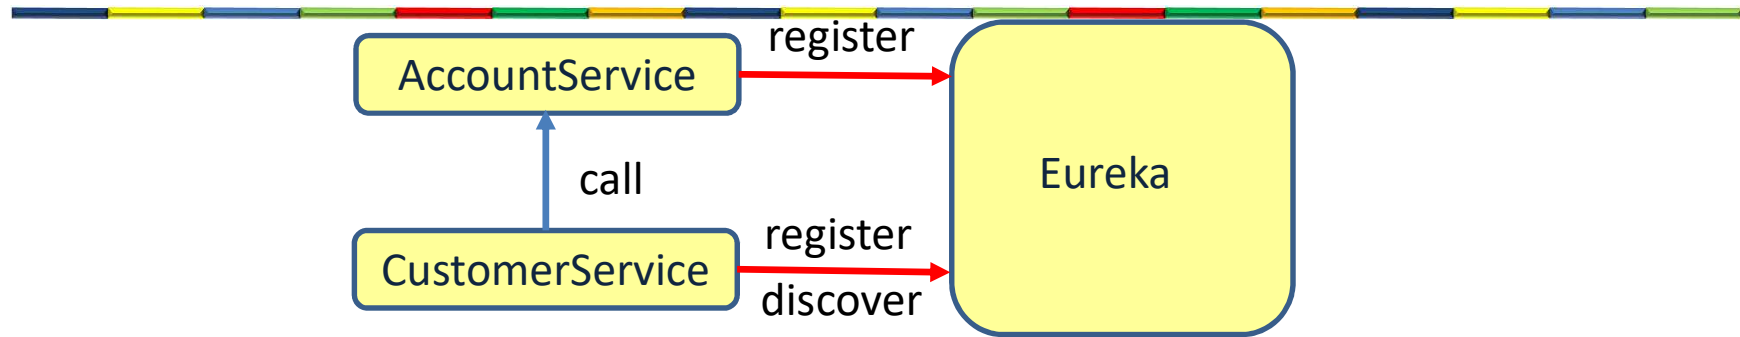 register
AccountService
Eureka
call
register
CustomerService
discover